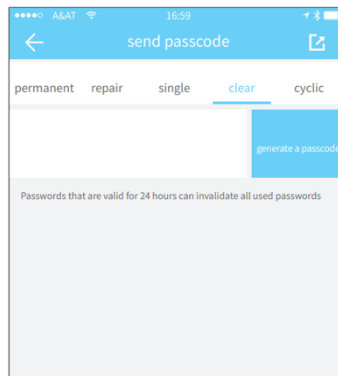 A&AT 16:59
send passcode
permanent repair single clear cyclic
generate a passcode
Passwords that are valid for 24 hours can invalidate all used passwords